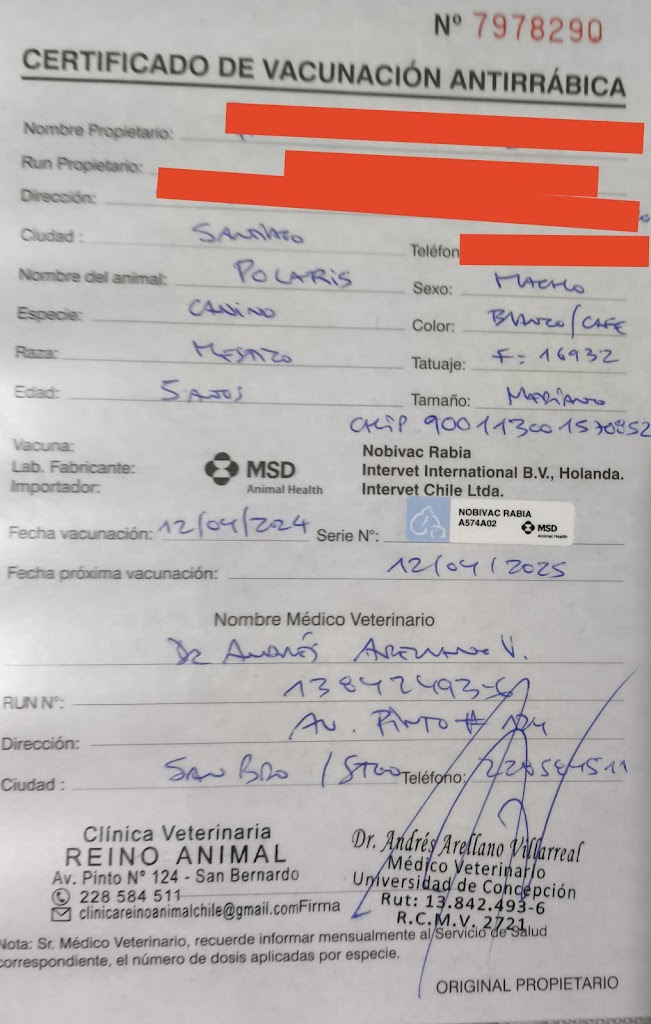 Nº 7978290
CERTIFICADO DE VACUNACIÓN ANTIRRÁBICA
Nombre Propietario:
Run Propietario:
Dirección:
Ciudad : SANTIAGO Teléfon
Nombre del animal: POLARIS Sexo: MACHO
Especie: CANINO Color: BLANCO/CAFE
Raza: MESTIZO Tatuaje: F= 16932
Edad: 5 AÑOS Tamaño: MEDIANO
CHIP 900113001570852
Vacuna: Nobivac Rabia
Lab. Fabricante: MSD Intervet International B.V., Holanda.
Importador: Animal Health Intervet Chile Ltda.
Fecha vacunación: 12/04/2024 Serie Nº: NOBIVAC RABIA A574A02 MSD Animal Health
Fecha próxima vacunación: 12/04/2025
Nombre Médico Veterinario
Dr ANDRÉS ARELLANO V.
RUN N°: 13842493-6
Dirección: AV. PINTO # 124
Ciudad : SAN BDO / STGO Teléfono: 228584511
Clínica Veterinaria
REINO ANIMAL
Av. Pinto N° 124 - San Bernardo
228 584 511
clinicareinoanimalchile@gmail.com Firma
Dr. Andrés Arellano Villarreal
Médico Veterinario
Universidad de Concepción
Rut: 13.842.493-6
R.C.M.V. 2721
Nota: Sr. Médico Veterinario, recuerde informar mensualmente al Servicio de Salud
correspondiente, el número de dosis aplicadas por especie.
ORIGINAL PROPIETARIO